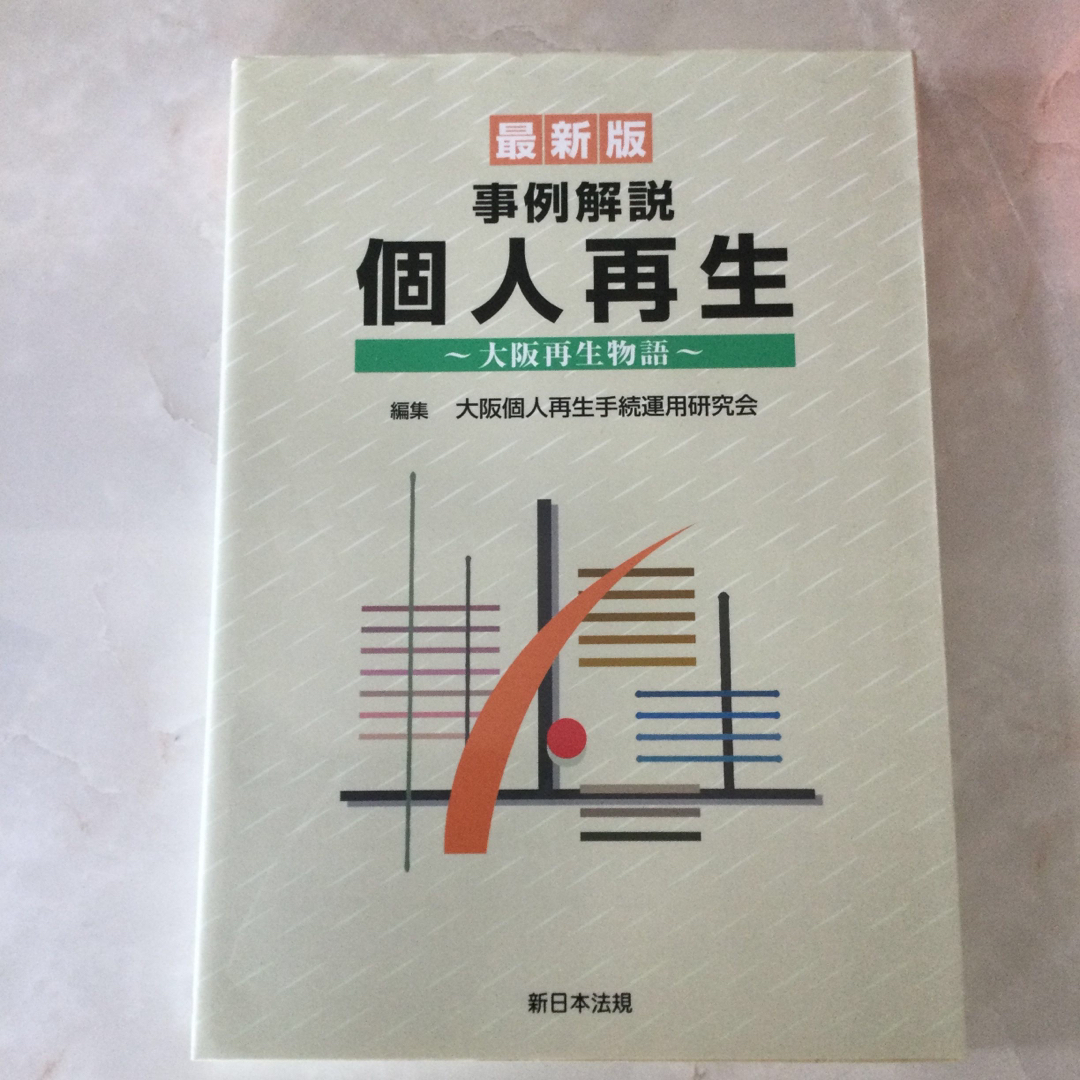 最新版
事例解説
個人再生
～大阪再生物語～
編集 大阪個人再生手続運用研究会
新日本法規